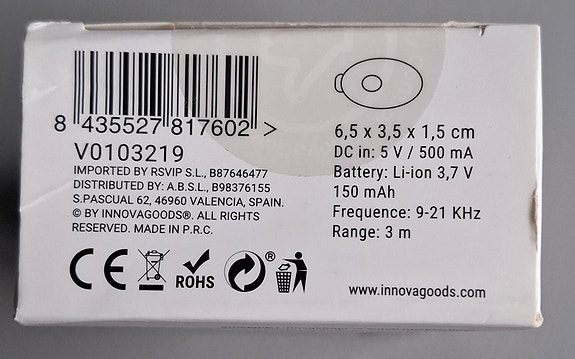 8 435527 817602 >
V0103219
IMPORTED BY RSVIP S.L., B87646477
DISTRIBUTED BY: A.B.S.L., B98376155
S.PASCUAL 62, 46960 VALENCIA, SPAIN.
© BY INNOVAGOODS®. ALL RIGHTS
RESERVED. MADE IN P.R.C.
CE
ROHS
®
6,5 x 3,5 x 1,5 cm
DC in: 5 V / 500 mA
Battery: Li-ion 3,7 V
150 mAh
Frequence: 9-21 KHz
Range: 3 m
www.innovagoods.com